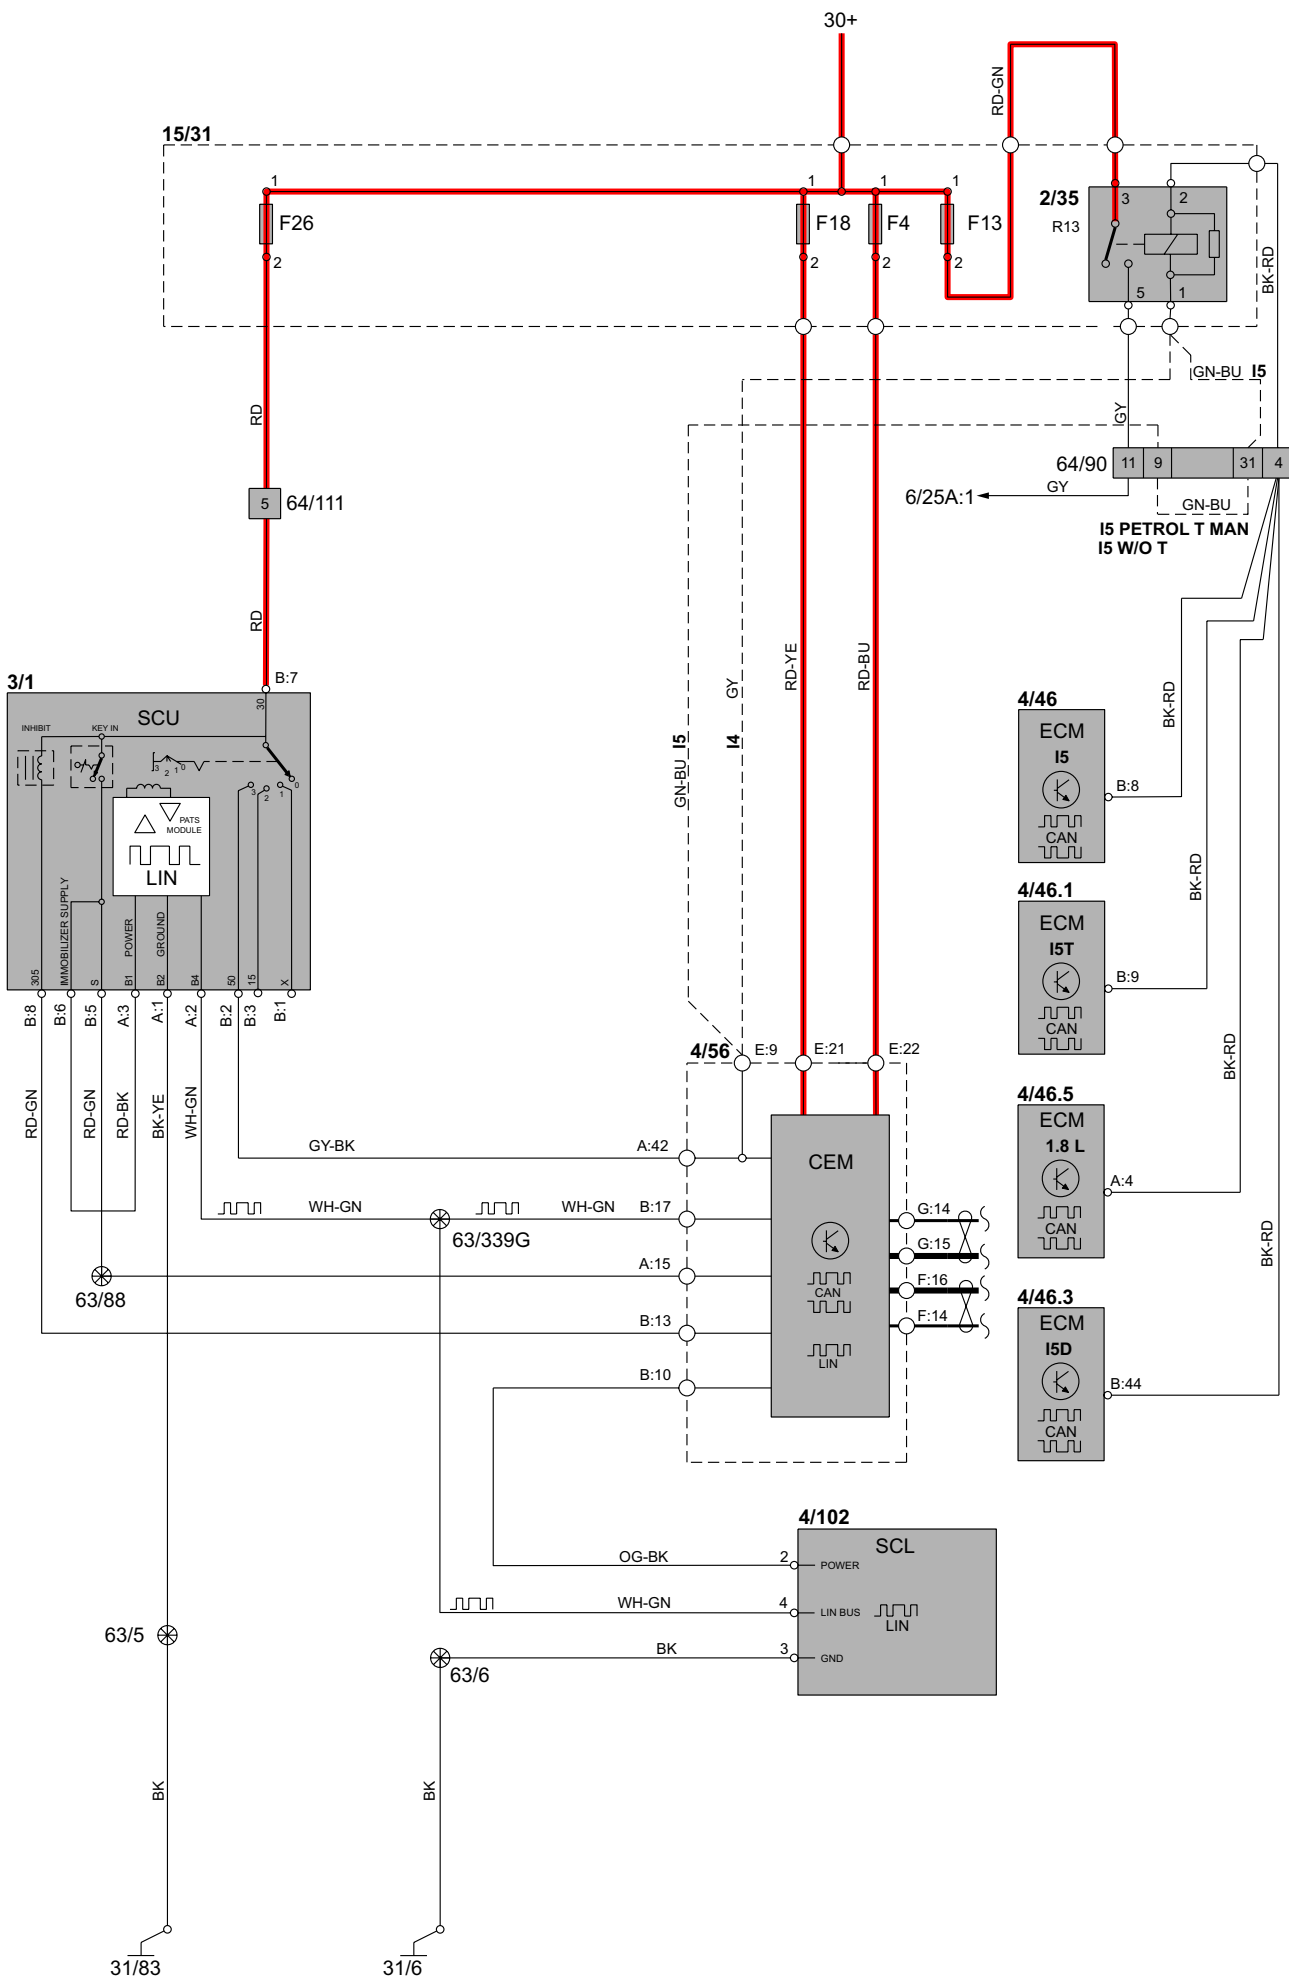 30+
RD-GN
15/31
1
1
1
1
F26
F18
F4
F13
2
2
2
2
2/35
R13
3
2
5
1
BK-RD
GN-BU I5
RD
GY
64/90
11
9
31
4
5
64/111
6/25A:1
GY
GN-BU
I5 PETROL T MAN
I5 W/O T
RD
RD-YE
RD-BU
GY
I4
GN-BU I5
3/1
B:7
30
SCU
INHIBIT
KEY IN
3
2
1
0
3
2
1
0
PATS
MODULE
LIN
IMMOBILIZER SUPPLY
POWER
GROUND
305
S
B1
B2
B4
50
15
X
B:8
B:6
B:5
A:3
A:1
A:2
B:2
B:3
B:1
RD-GN
RD-GN
RD-BK
BK-YE
WH-GN
4/46
ECM
I5
CAN
B:8
BK-RD
4/46.1
ECM
I5T
CAN
B:9
BK-RD
4/46.5
ECM
1.8 L
CAN
A:4
BK-RD
4/46.3
ECM
I5D
CAN
B:44
BK-RD
4/56
E:9
E:21
E:22
CEM
CAN
LIN
GY-BK
A:42
WH-GN
WH-GN
B:17
63/339G
A:15
63/88
B:13
B:10
G:14
G:15
F:16
F:14
4/102
SCL
OG-BK
2
POWER
WH-GN
4
LIN BUS
LIN
BK
3
GND
63/5
63/6
BK
BK
31/83
31/6